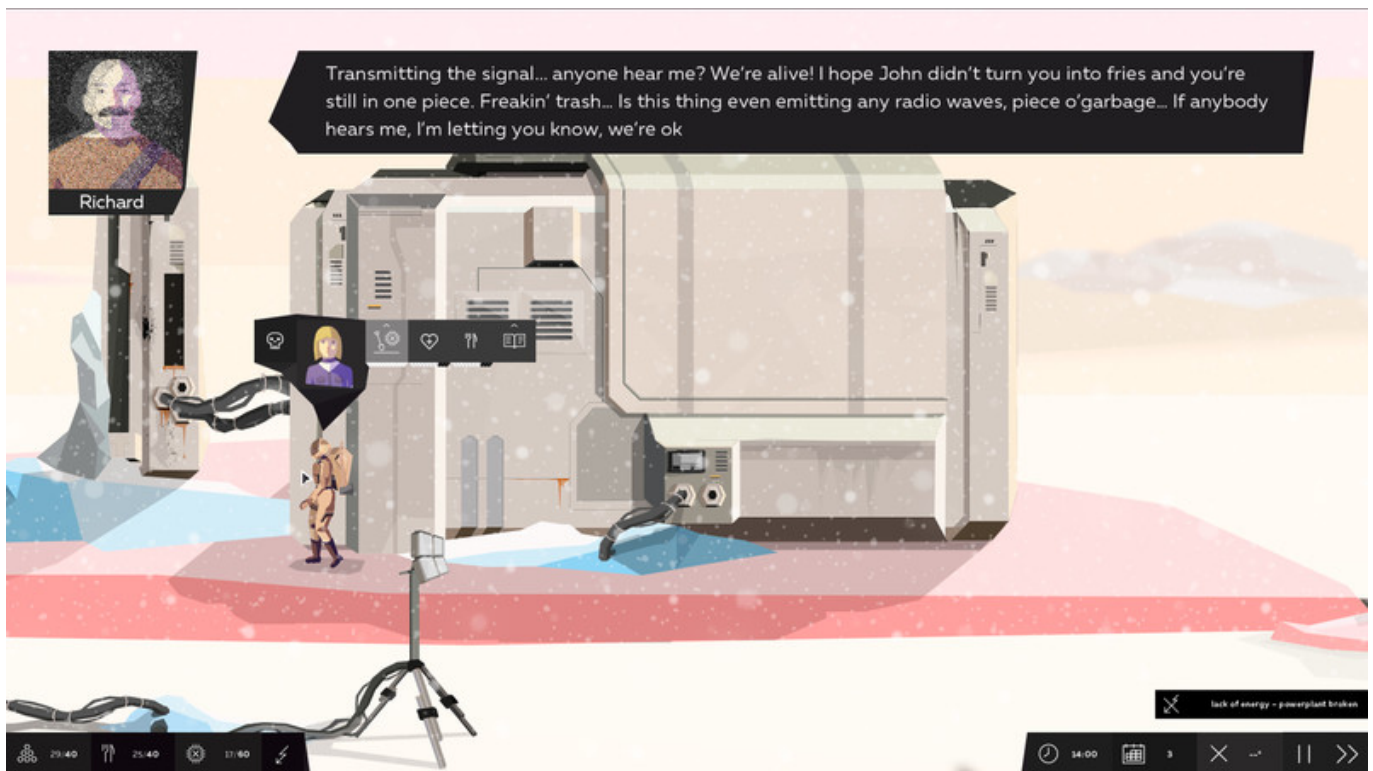 Transmitting the signal... anyone hear me? We're alive! I hope John didn't turn you into fries and you're
still in one piece. Freakin' trash... Is this thing even emitting any radio waves, piece o'garbage... If anybody
hears me, I'm letting you know, we're ok
Richard
lack of energy - powerplant broken
29/40 25/40 17/60
14:00 3 --°